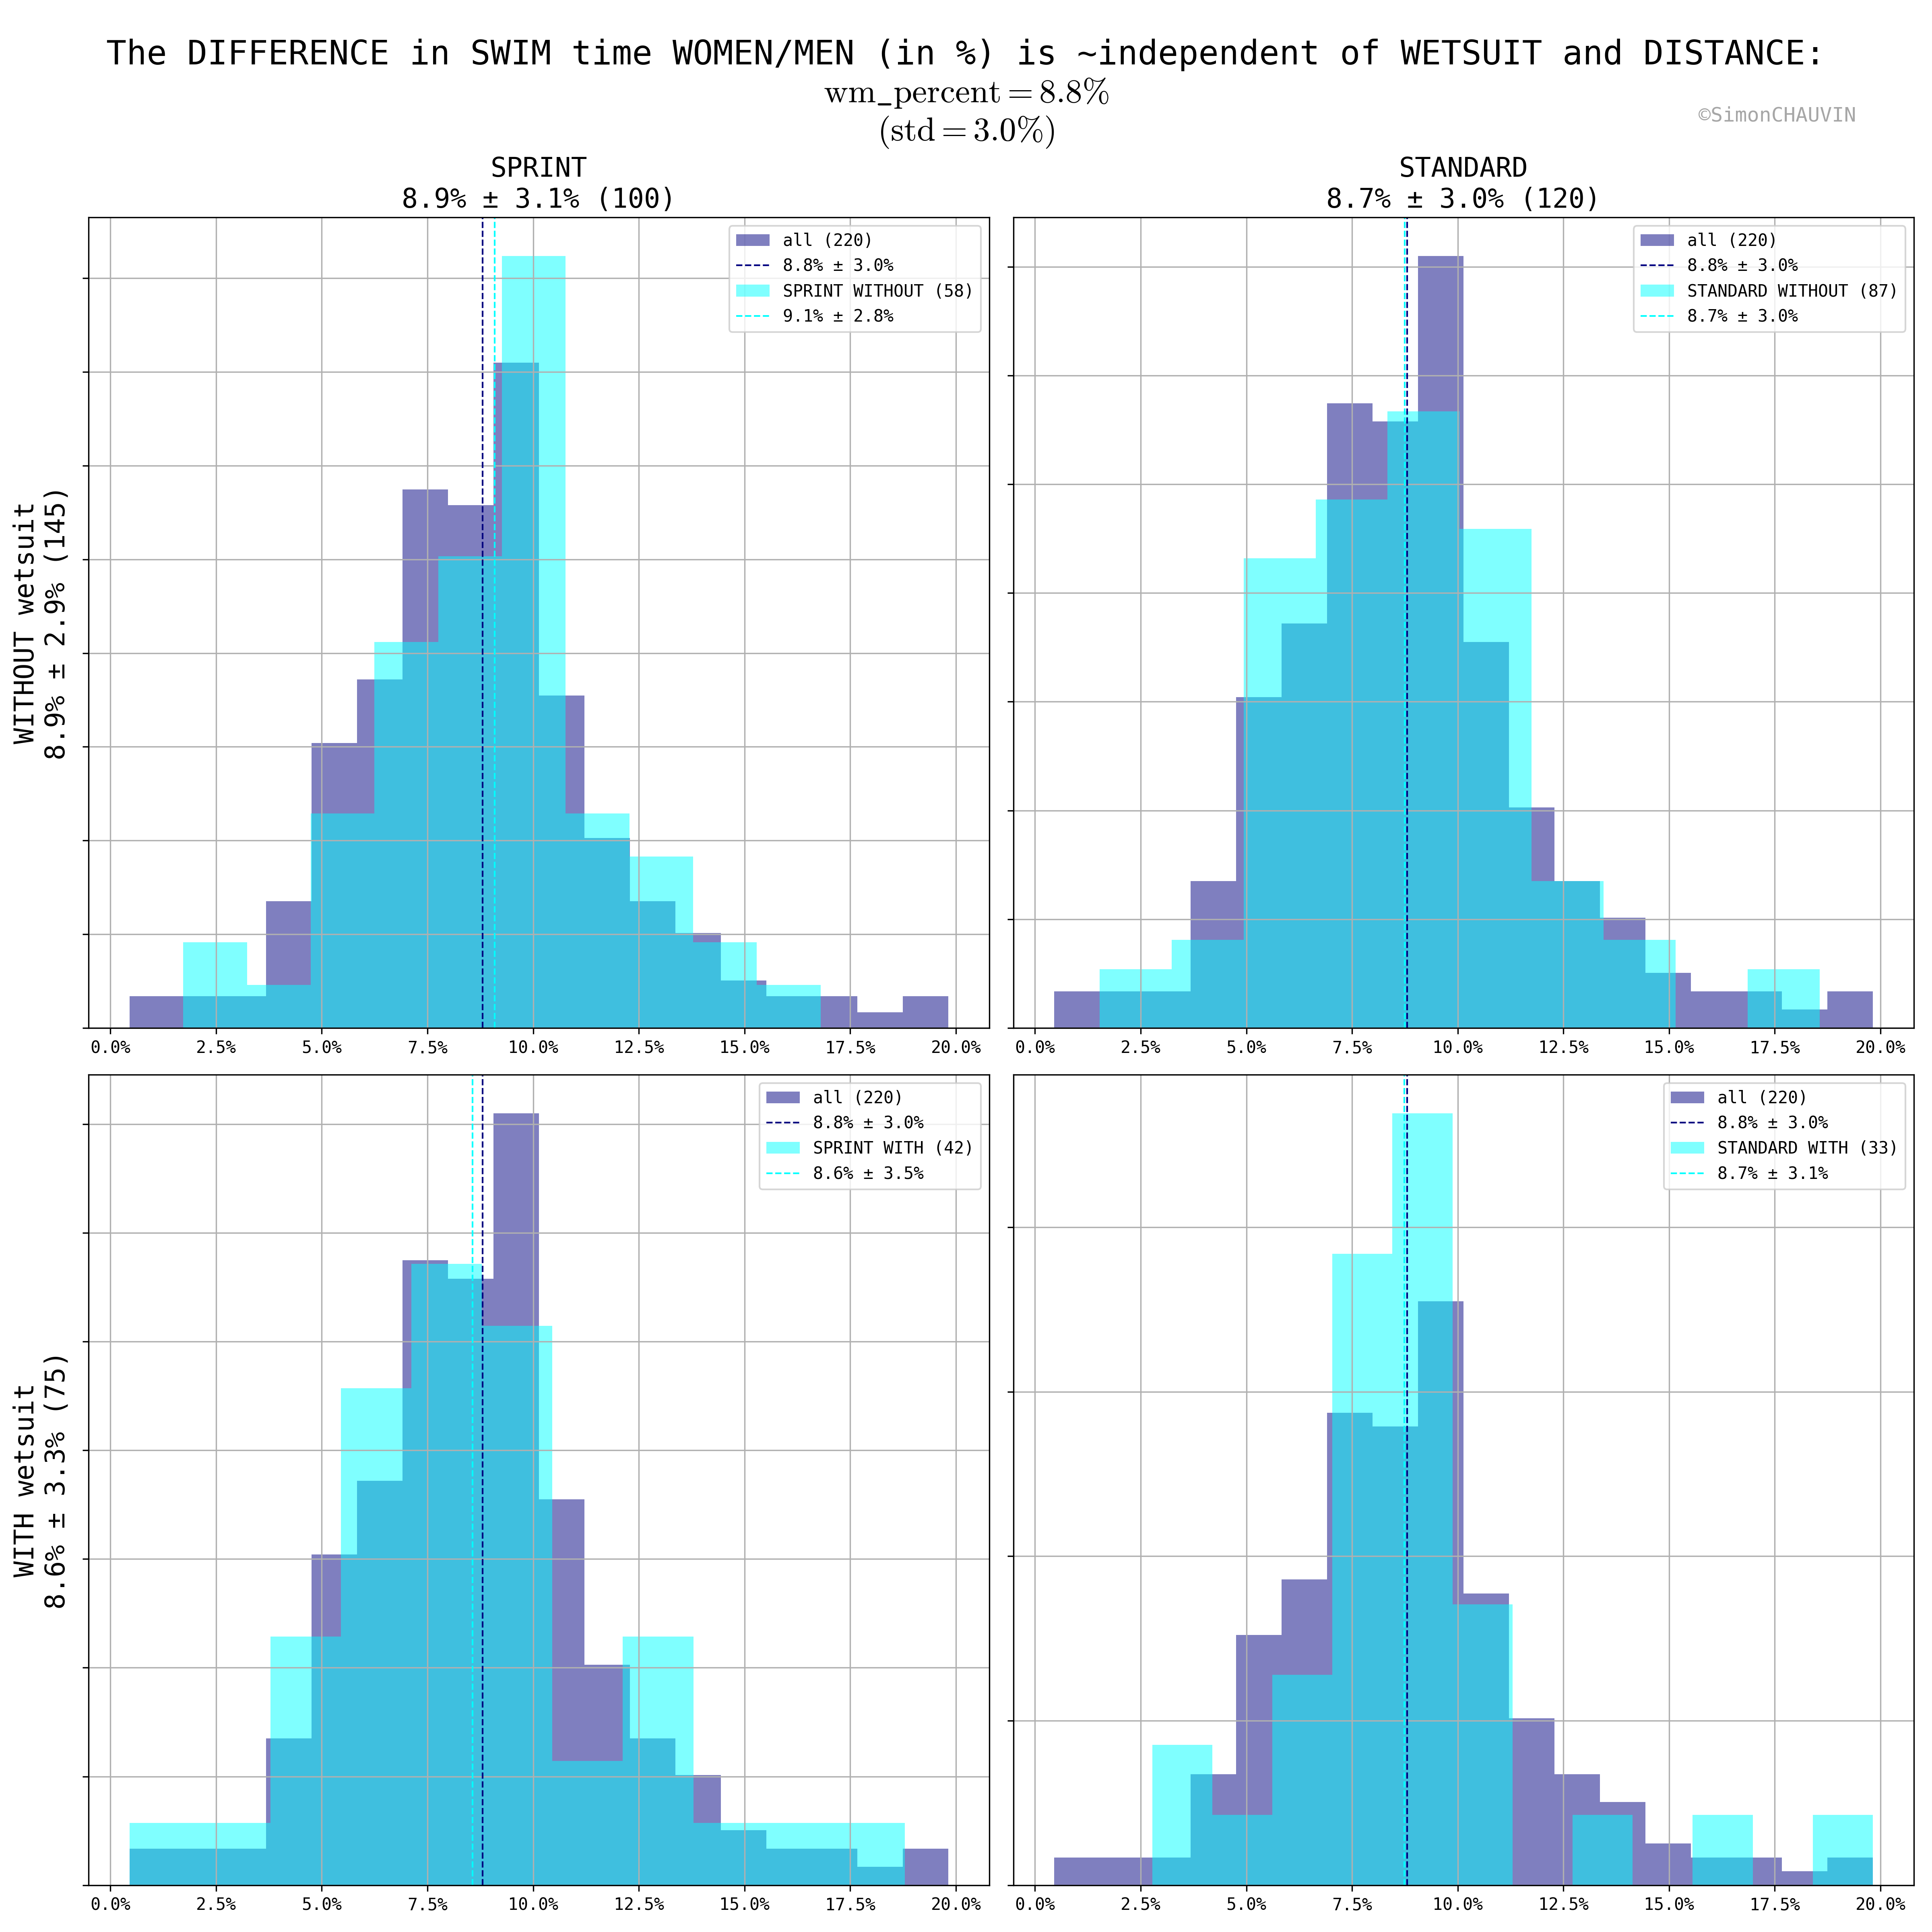 The DIFFERENCE in SWIM time WOMEN/MEN (in %) is ~independent of WETSUIT and DISTANCE:
wm_percent = 8.8%
(std = 3.0%)
©SimonCHAUVIN
SPRINT
8.9% ± 3.1% (100)
STANDARD
8.7% ± 3.0% (120)
WITHOUT wetsuit
8.9% ± 2.9% (145)
all (220)
8.8% ± 3.0%
SPRINT WITHOUT (58)
9.1% ± 2.8%
0.0% 2.5% 5.0% 7.5% 10.0% 12.5% 15.0% 17.5% 20.0%
all (220)
8.8% ± 3.0%
STANDARD WITHOUT (87)
8.7% ± 3.0%
0.0% 2.5% 5.0% 7.5% 10.0% 12.5% 15.0% 17.5% 20.0%
WITH wetsuit
8.6% ± 3.3% (75)
all (220)
8.8% ± 3.0%
SPRINT WITH (42)
8.6% ± 3.5%
0.0% 2.5% 5.0% 7.5% 10.0% 12.5% 15.0% 17.5% 20.0%
all (220)
8.8% ± 3.0%
STANDARD WITH (33)
8.7% ± 3.1%
0.0% 2.5% 5.0% 7.5% 10.0% 12.5% 15.0% 17.5% 20.0%